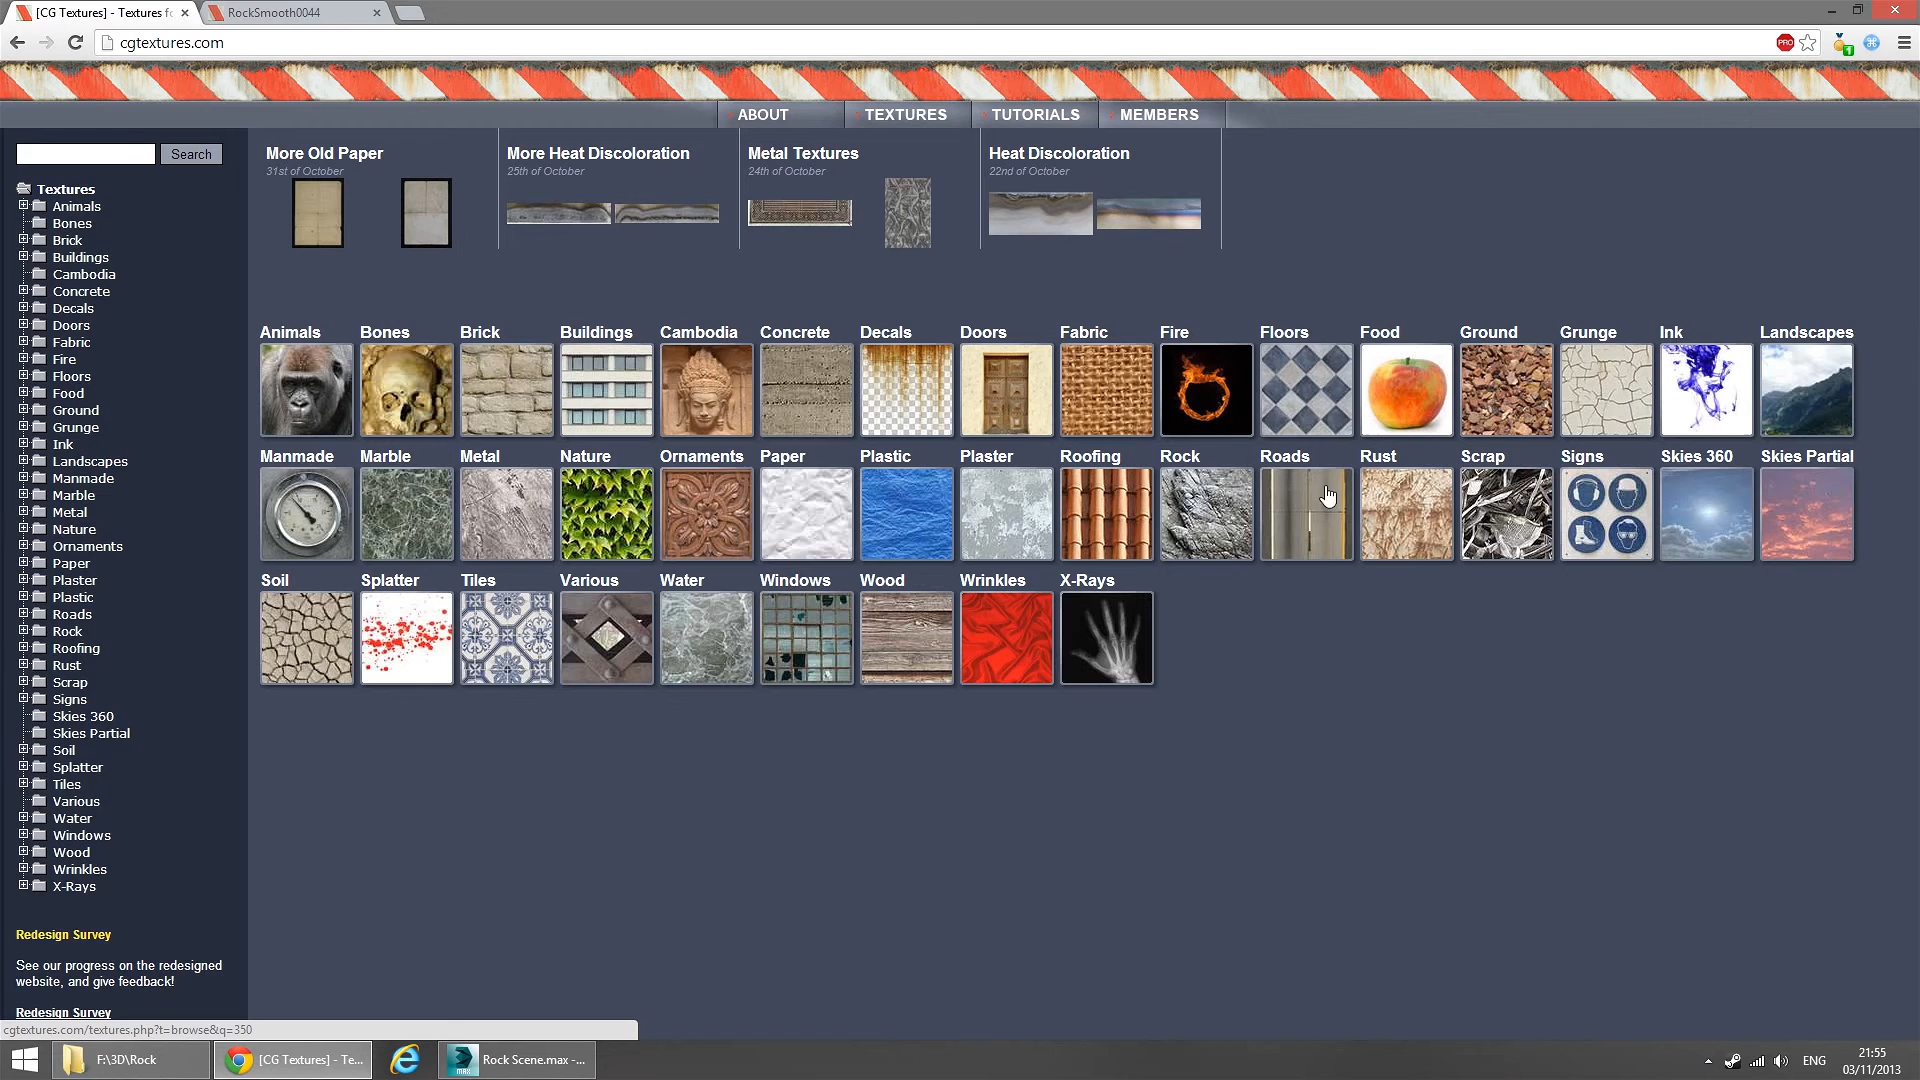 [CG Textures] - Textures fo
RockSmooth0044
cgtextures.com
PRO
1
ABOUT
TEXTURES
TUTORIALS
MEMBERS
Search
More Old Paper
31st of October
More Heat Discoloration
25th of October
Metal Textures
24th of October
Heat Discoloration
22nd of October
Textures
Animals
Bones
Brick
Buildings
Cambodia
Concrete
Decals
Doors
Fabric
Fire
Floors
Food
Ground
Grunge
Ink
Landscapes
Manmade
Marble
Metal
Nature
Ornaments
Paper
Plaster
Plastic
Roads
Rock
Roofing
Rust
Scrap
Signs
Skies 360
Skies Partial
Soil
Splatter
Tiles
Various
Water
Windows
Wood
Wrinkles
X-Rays
Redesign Survey
See our progress on the redesigned
website, and give feedback!
Redesign Survey
Animals Bones Brick Buildings Cambodia Concrete Decals Doors Fabric Fire Floors Food Ground Grunge Ink Landscapes
Manmade Marble Metal Nature Ornaments Paper Plastic Plaster Roofing Rock Roads Rust Scrap Signs Skies 360 Skies Partial
Soil Splatter Tiles Various Water Windows Wood Wrinkles X-Rays
cgtextures.com/textures.php?t=browse&q=350
F:\3D\Rock
[CG Textures] - Te...
MAX
Rock Scene.max -...
ENG
21:55
03/11/2013